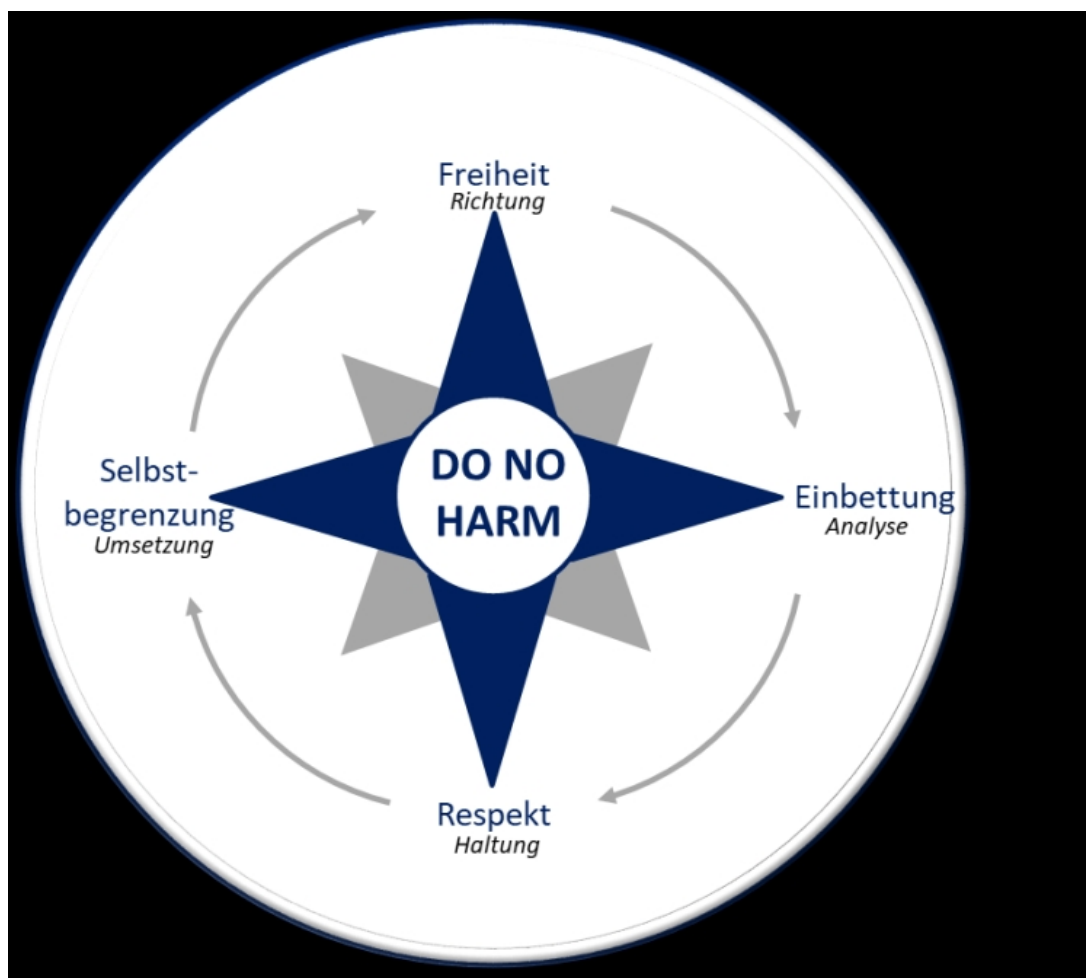 Freiheit
Richtung
Selbst-
begrenzung
Umsetzung
DO NO
HARM
Einbettung
Analyse
Respekt
Haltung